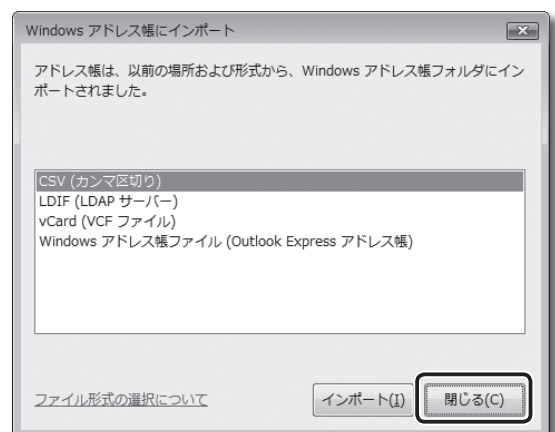 Windows アドレス帳にインポート
アドレス帳は、以前の場所および形式から、Windows アドレス帳フォルダにイン
ポートされました。
CSV (カンマ区切り)
LDIF (LDAP サーバー)
vCard (VCF ファイル)
Windows アドレス帳ファイル (Outlook Express アドレス帳)
ファイル形式の選択について インポート(I) 閉じる(C)